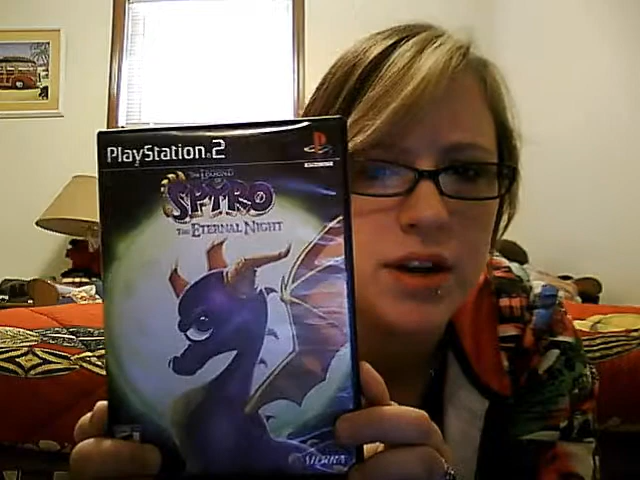 PlayStation 2
THE LEGEND OF
SPYRO
THE ETERNAL NIGHT
SIERRA